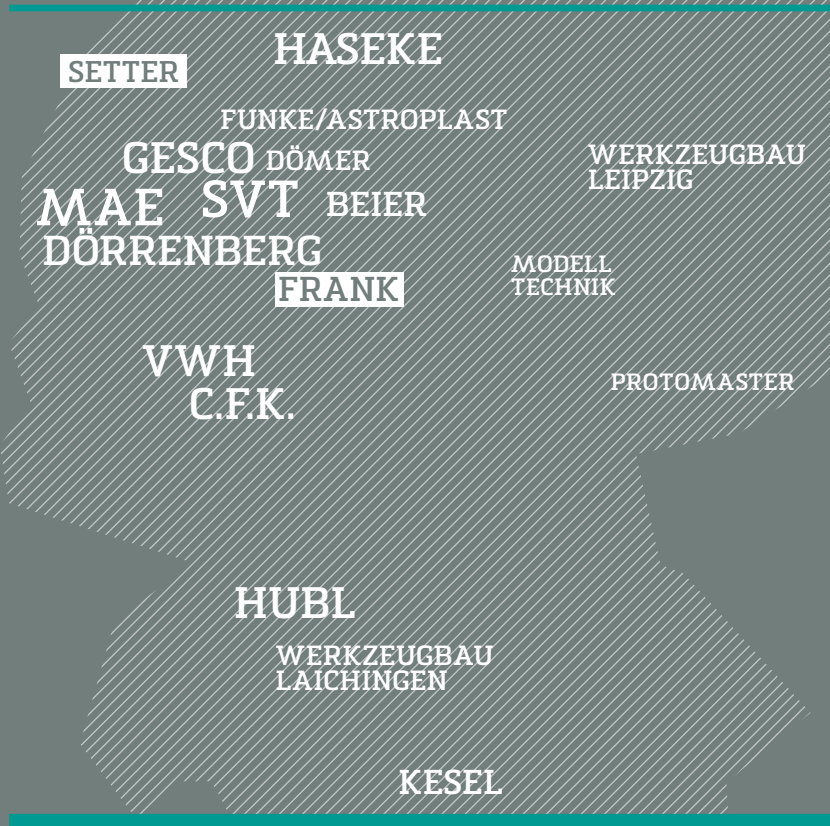 HASEKE
SETTER
FUNKE/ASTROPLAST
GESCO DÖMER
WERKZEUGBAU
LEIPZIG
MAE SVT BEIER
DÖRRENBERG
MODELL
TECHNIK
FRANK
VWH
PROTOMASTER
C.F.K.
HUBL
WERKZEUGBAU
LAICHINGEN
KESEL